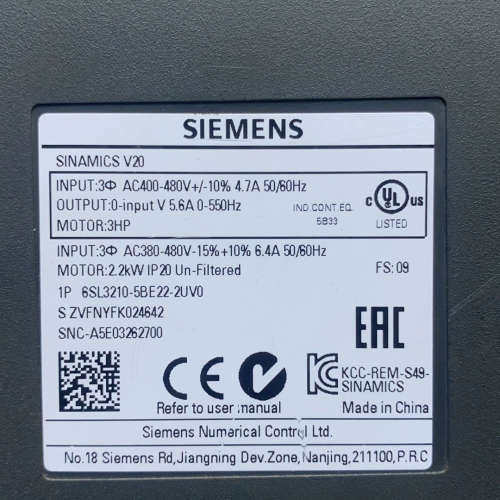 SIEMENS
SINAMICS V20
INPUT:3Φ AC400-480V+/-10% 4.7A 50/60Hz
OUTPUT:0-input V 5.6A 0-550Hz
MOTOR:3HP
IND.CONT.EQ.
5B33
C UL US
LISTED
INPUT:3Φ AC380-480V-15%+10% 6.4A 50/60Hz
MOTOR:2.2kW IP20 Un-Filtered
FS: 09
1P 6SL3210-5BE22-2UV0
S ZVFNYFK024642
SNC-A5E03262700
EAC
CE
KCC-REM-S49-
SINAMICS
Refer to user manual
Made in China
Siemens Numerical Control Ltd.
No.18 Siemens Rd,Jiangning Dev.Zone,Nanjing,211100,P.R.C